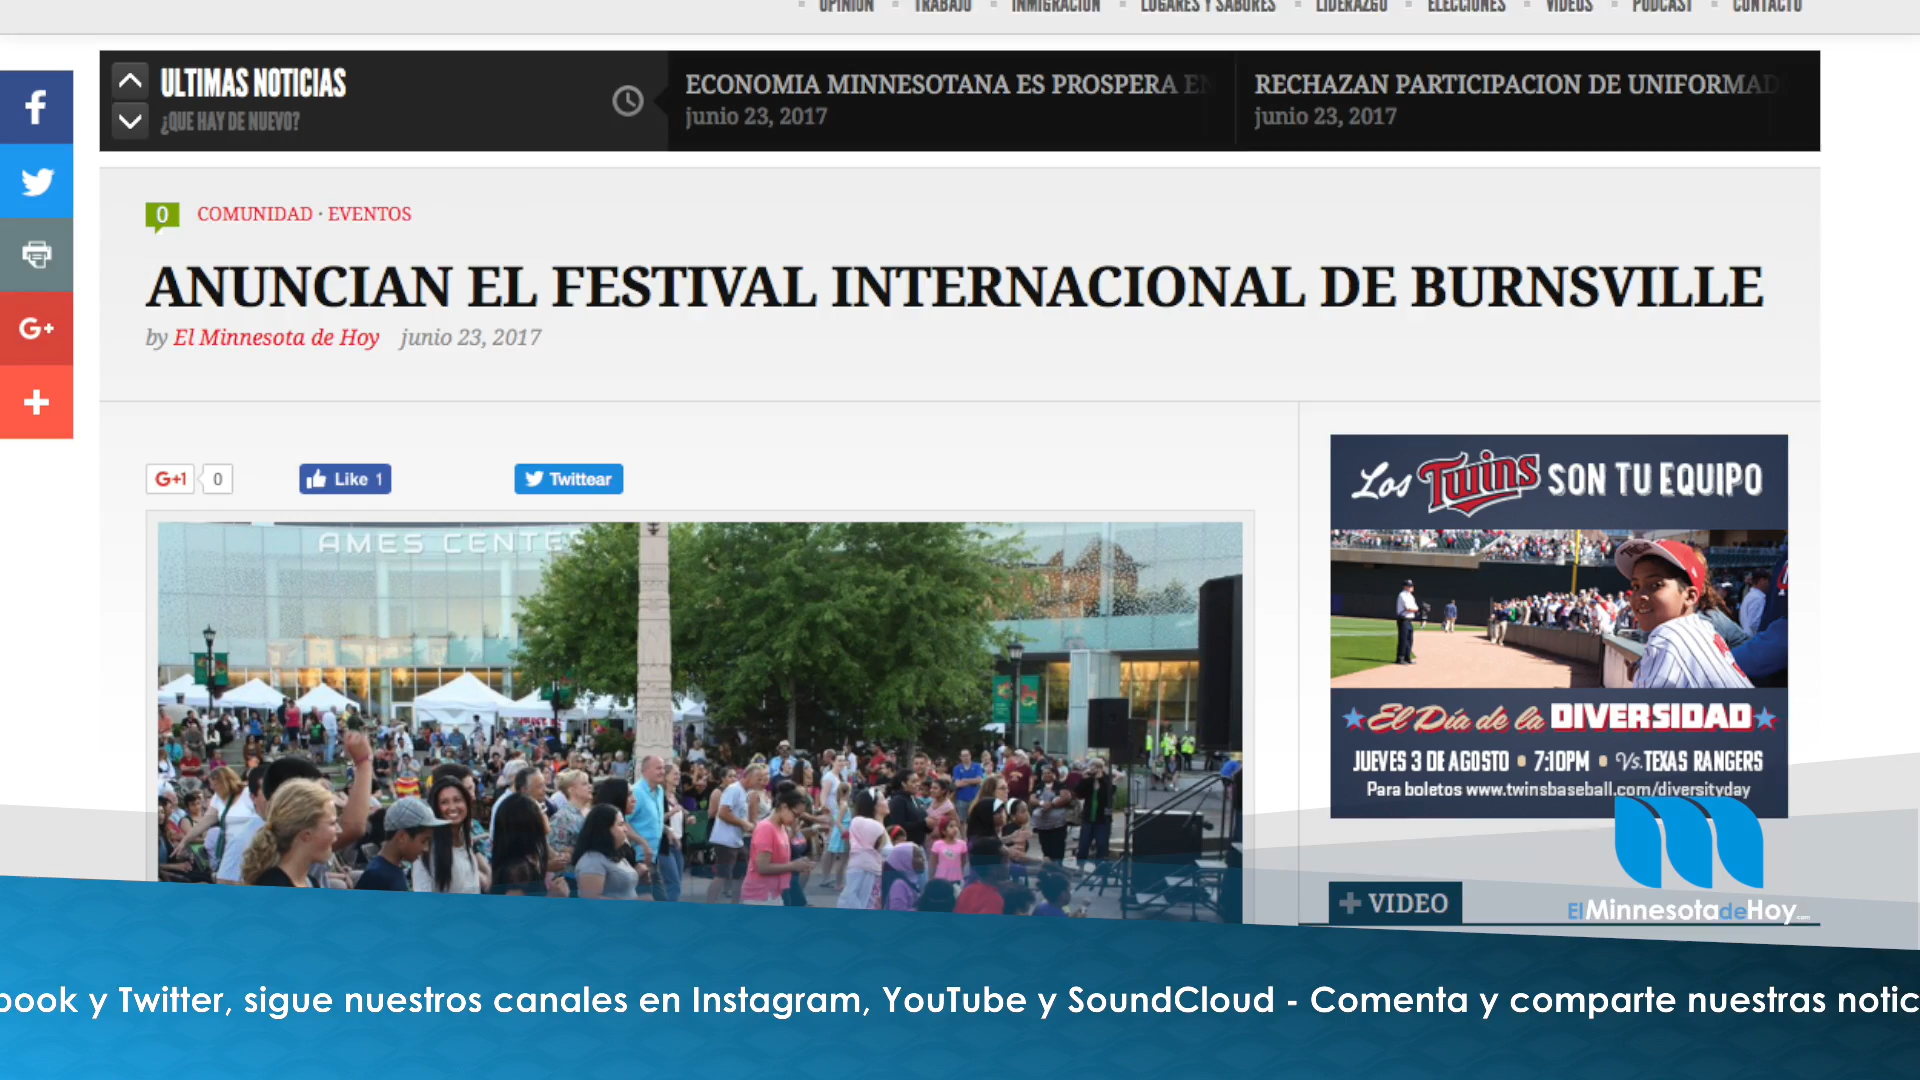 OPINION TRABAJO INMIGRACION LUGARES Y SABORES LIDERAZGO ELECCIONES VIDEOS PODCAST CONTACTO
ULTIMAS NOTICIAS
¿QUE HAY DE NUEVO?
ECONOMIA MINNESOTANA ES PROSPERA EN
junio 23, 2017
RECHAZAN PARTICIPACION DE UNIFORMAD
junio 23, 2017
0
COMUNIDAD · EVENTOS
ANUNCIAN EL FESTIVAL INTERNACIONAL DE BURNSVILLE
by El Minnesota de Hoy junio 23, 2017
G+
G+1 0
Like 1
Twittear
AMES CENTE
Los Twins SON TU EQUIPO
El Día de la DIVERSIDAD
JUEVES 3 DE AGOSTO • 7:10PM • Vs. TEXAS RANGERS
Para boletos www.twinsbaseball.com/diversityday
+ VIDEO
ElMinnesotadeHoy.com
book y Twitter, sigue nuestros canales en Instagram, YouTube y SoundCloud - Comenta y comparte nuestras notic